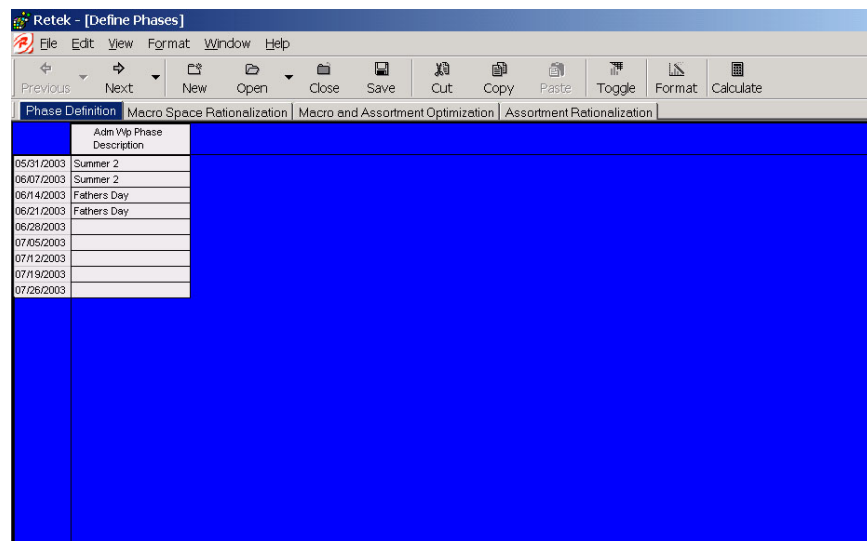 Retek - [Define Phases]
File Edit View Format Window Help
Previous Next New Open Close Save Cut Copy Paste Toggle Format Calculate
Phase Definition Macro Space Rationalization Macro and Assortment Optimization Assortment Rationalization
Adm Wp Phase
Description
05/31/2003 Summer 2
06/07/2003 Summer 2
06/14/2003 Fathers Day
06/21/2003 Fathers Day
06/28/2003
07/05/2003
07/12/2003
07/19/2003
07/26/2003